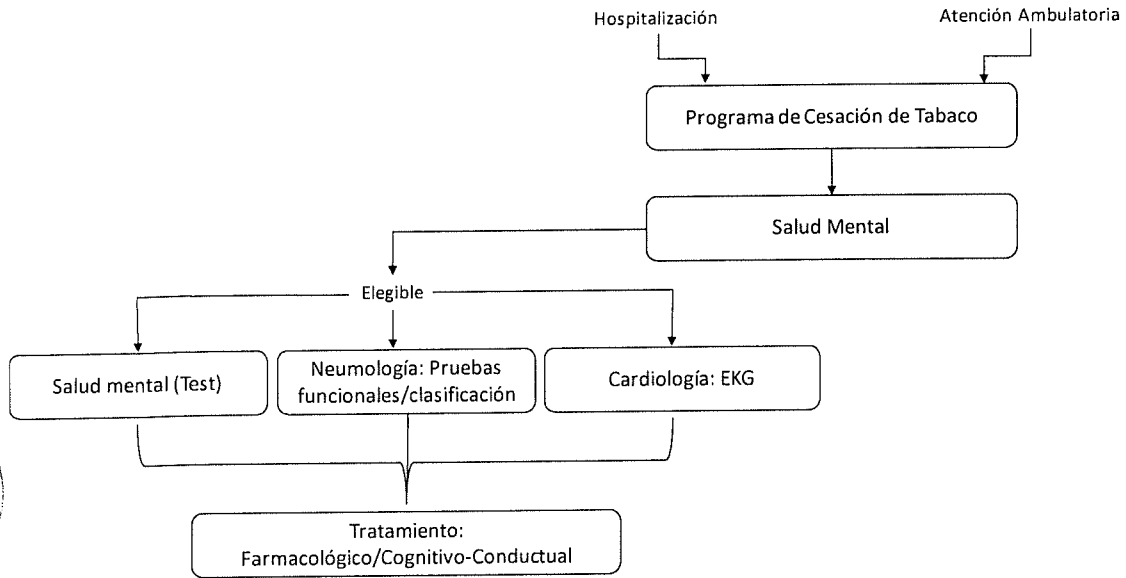 Hospitalización
Atención Ambulatoria
Programa de Cesación de Tabaco
Salud Mental
Elegible
Salud mental (Test)
Neumología: Pruebas
funcionales/clasificación
Cardiología: EKG
Tratamiento:
Farmacológico/Cognitivo-Conductual